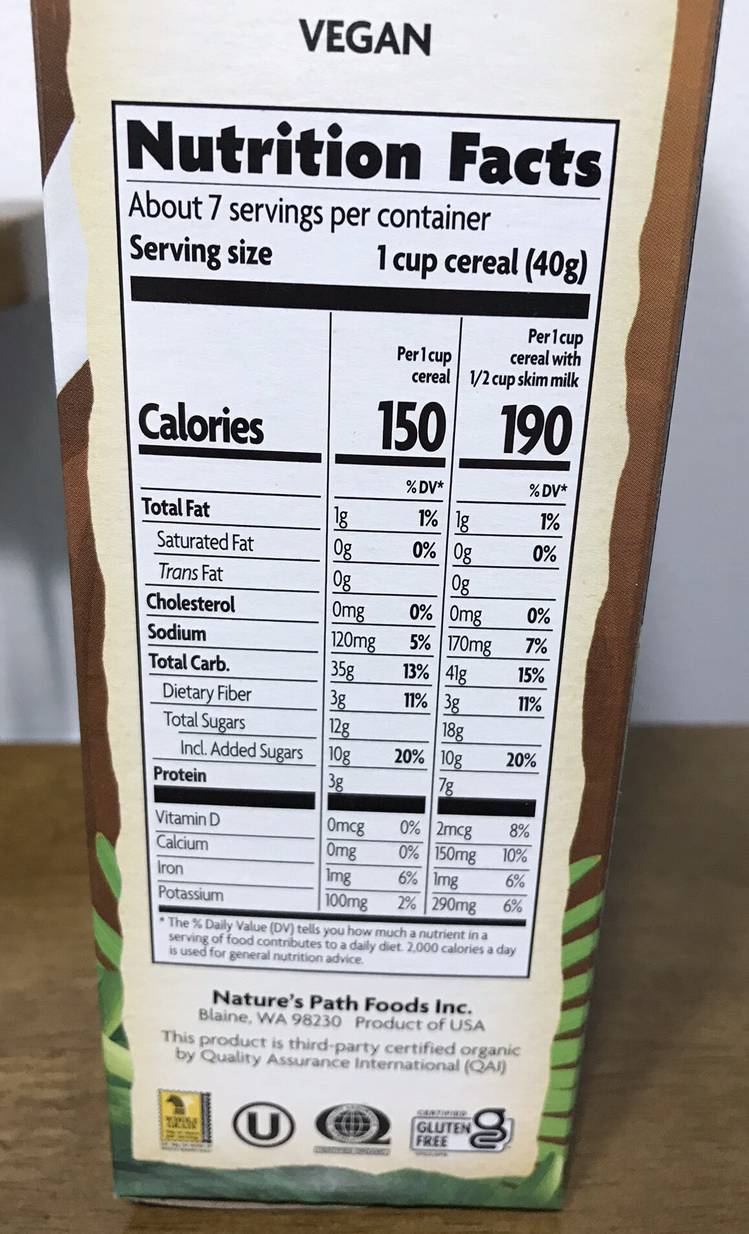 VEGAN
Nutrition Facts
About 7 servings per container
Serving size 1 cup cereal (40g)
Per 1 cup cereal
Per 1 cup cereal with 1/2 cup skim milk
Calories 150 190
% DV* % DV*
Total Fat 1g 1% 1g 1%
Saturated Fat 0g 0% 0g 0%
Trans Fat 0g 0g
Cholesterol 0mg 0% 0mg 0%
Sodium 120mg 5% 170mg 7%
Total Carb. 35g 13% 41g 15%
Dietary Fiber 3g 11% 3g 11%
Total Sugars 12g 18g
Incl. Added Sugars 10g 20% 10g 20%
Protein 3g 7g
Vitamin D 0mcg 0% 2mcg 8%
Calcium 0mg 0% 150mg 10%
Iron 1mg 6% 1mg 6%
Potassium 100mg 2% 290mg 6%
* The % Daily Value (DV) tells you how much a nutrient in a
serving of food contributes to a daily diet. 2,000 calories a day
is used for general nutrition advice.
Nature's Path Foods Inc.
Blaine, WA 98230 Product of USA
This product is third-party certified organic
by Quality Assurance International (QAI)
WHOLE
GRAIN
U
CERTIFIED
GLUTEN
FREE